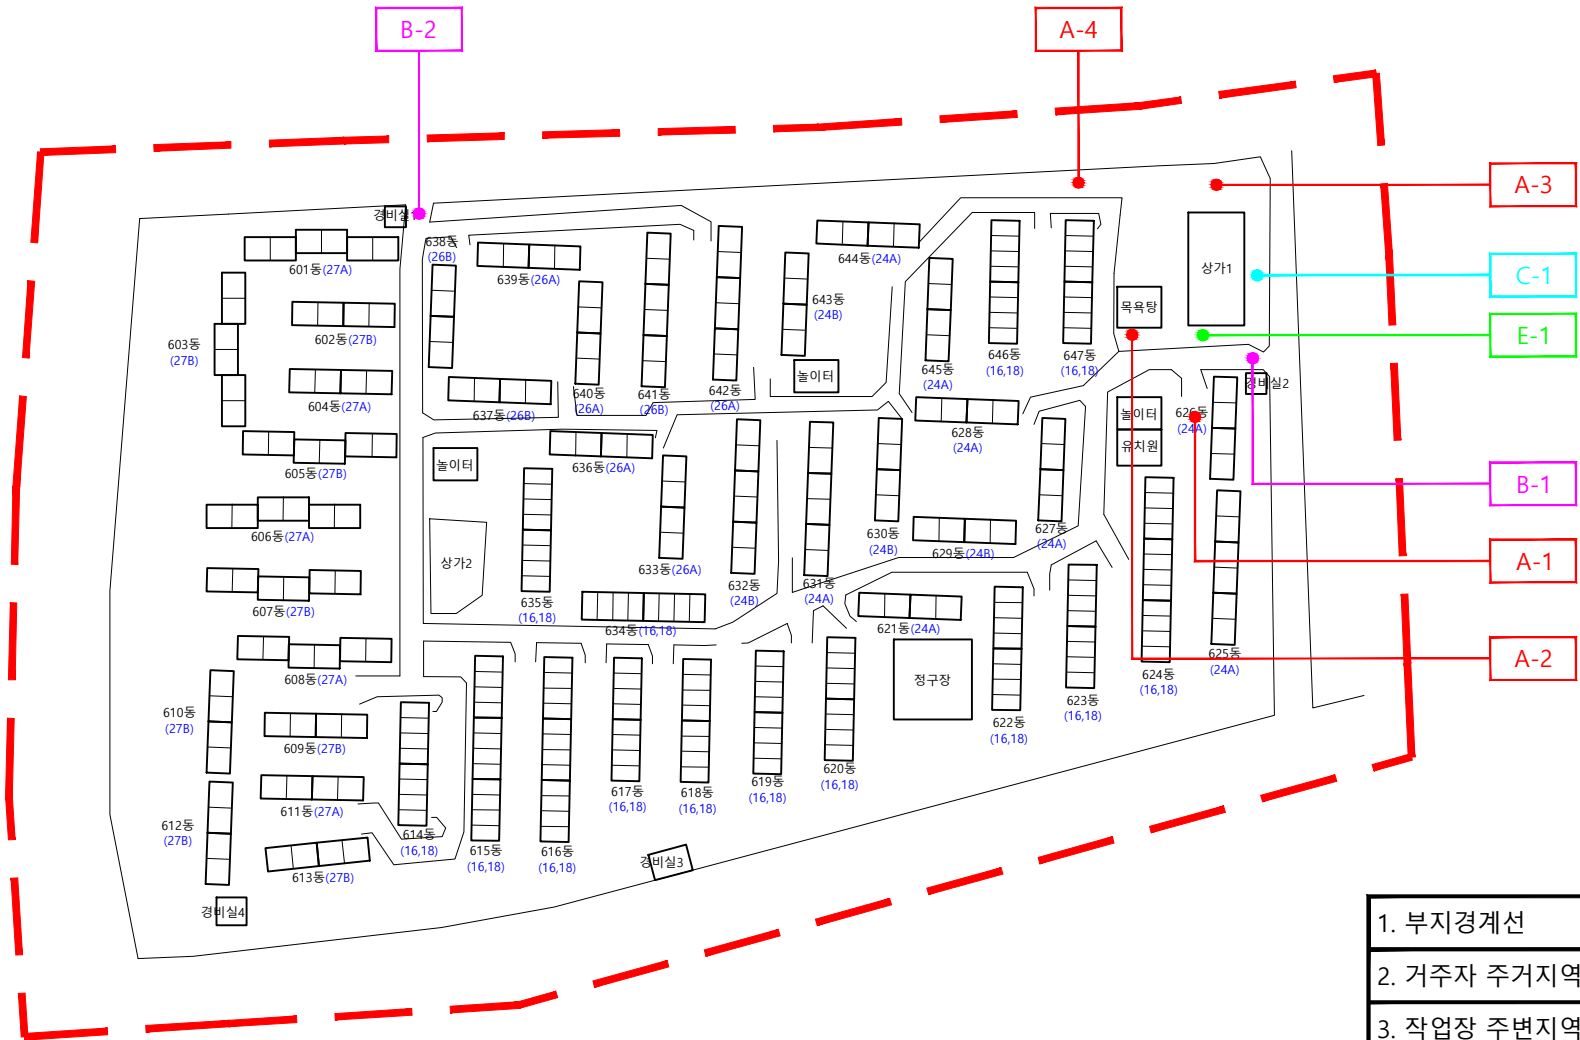 B-2
A-4
A-3
C-1
E-1
B-1
A-1
A-2
경비실
638동
(26B)
601동(27A)
639동(26A)
644동(24A)
상가1
643동
(24B)
목욕탕
602동(27B)
603동
(27B)
645동
(24A)
646동
(16,18)
647동
(16,18)
놀이터
경비실2
604동(27A)
637동(26B)
640동
(26A)
641동
(26B)
642동
(26A)
628동
(24A)
놀이터
626동
(24A)
유치원
605동(27B)
놀이터
636동(26A)
606동(27A)
633동(26A)
630동
(24B)
629동(24B)
627동
(24A)
상가2
607동(27B)
635동
(16,18)
634동(16,18)
632동
(24B)
631동
(24A)
621동(24A)
608동(27A)
정구장
624동
(16,18)
625동
(24A)
610동
(27B)
609동(27B)
622동
(16,18)
623동
(16,18)
611동(27A)
617동
(16,18)
618동
(16,18)
619동
(16,18)
620동
(16,18)
612동
(27B)
614동
(16,18)
615동
(16,18)
616동
(16,18)
경비실3
613동(27B)
경비실4
1. 부지경계선
2. 거주자 주거지역
3. 작업장 주변지역